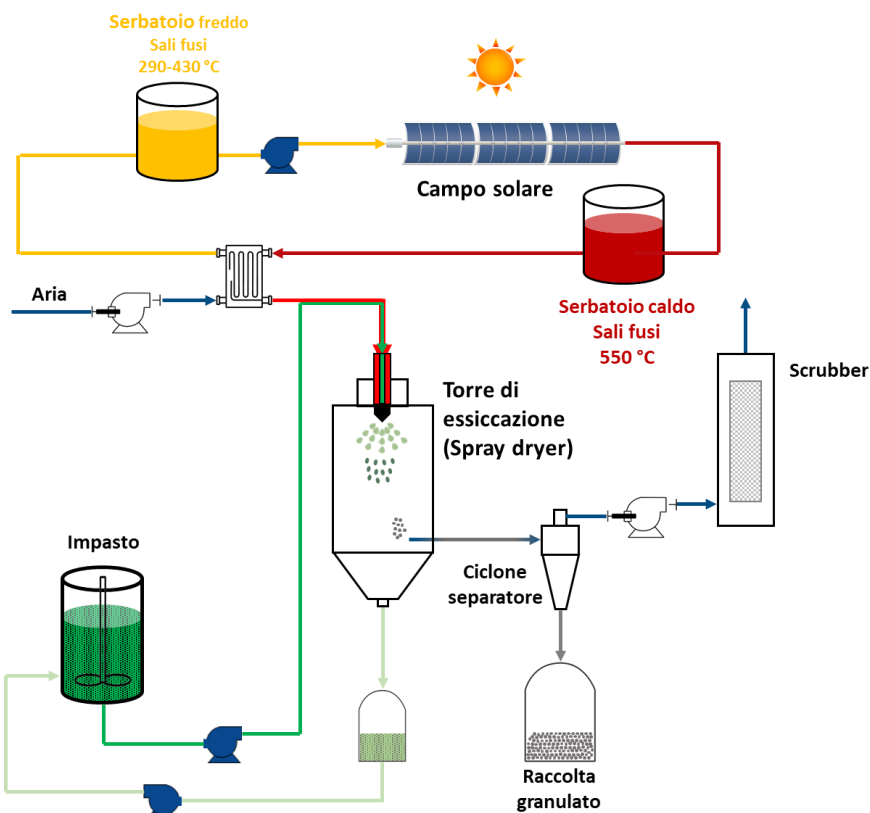 Serbatoio freddo
Sali fusi
290-430 °C
Campo solare
Aria
Serbatoio caldo
Sali fusi
550 °C
Scrubber
Torre di
essiccazione
(Spray dryer)
Impasto
Ciclone
separatore
Raccolta
granulato